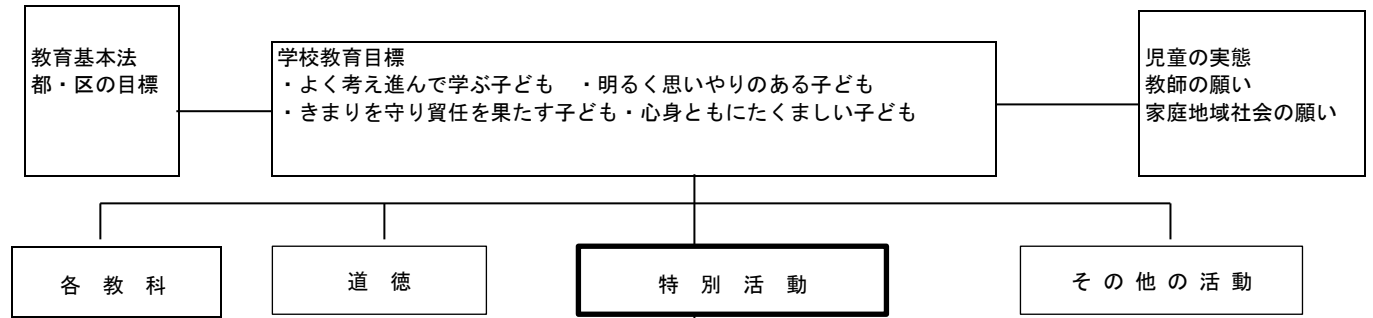 教育基本法
都・区の目標
学校教育目標
・よく考え進んで学ぶ子ども　・明るく思いやりのある子ども
・きまりを守り貿任を果たす子ども・心身ともにたくましい子ども
児童の実態
教師の願い
家庭地域社会の願い
各　教　科
道　徳
特　別　活　動
そ の 他 の 活 動